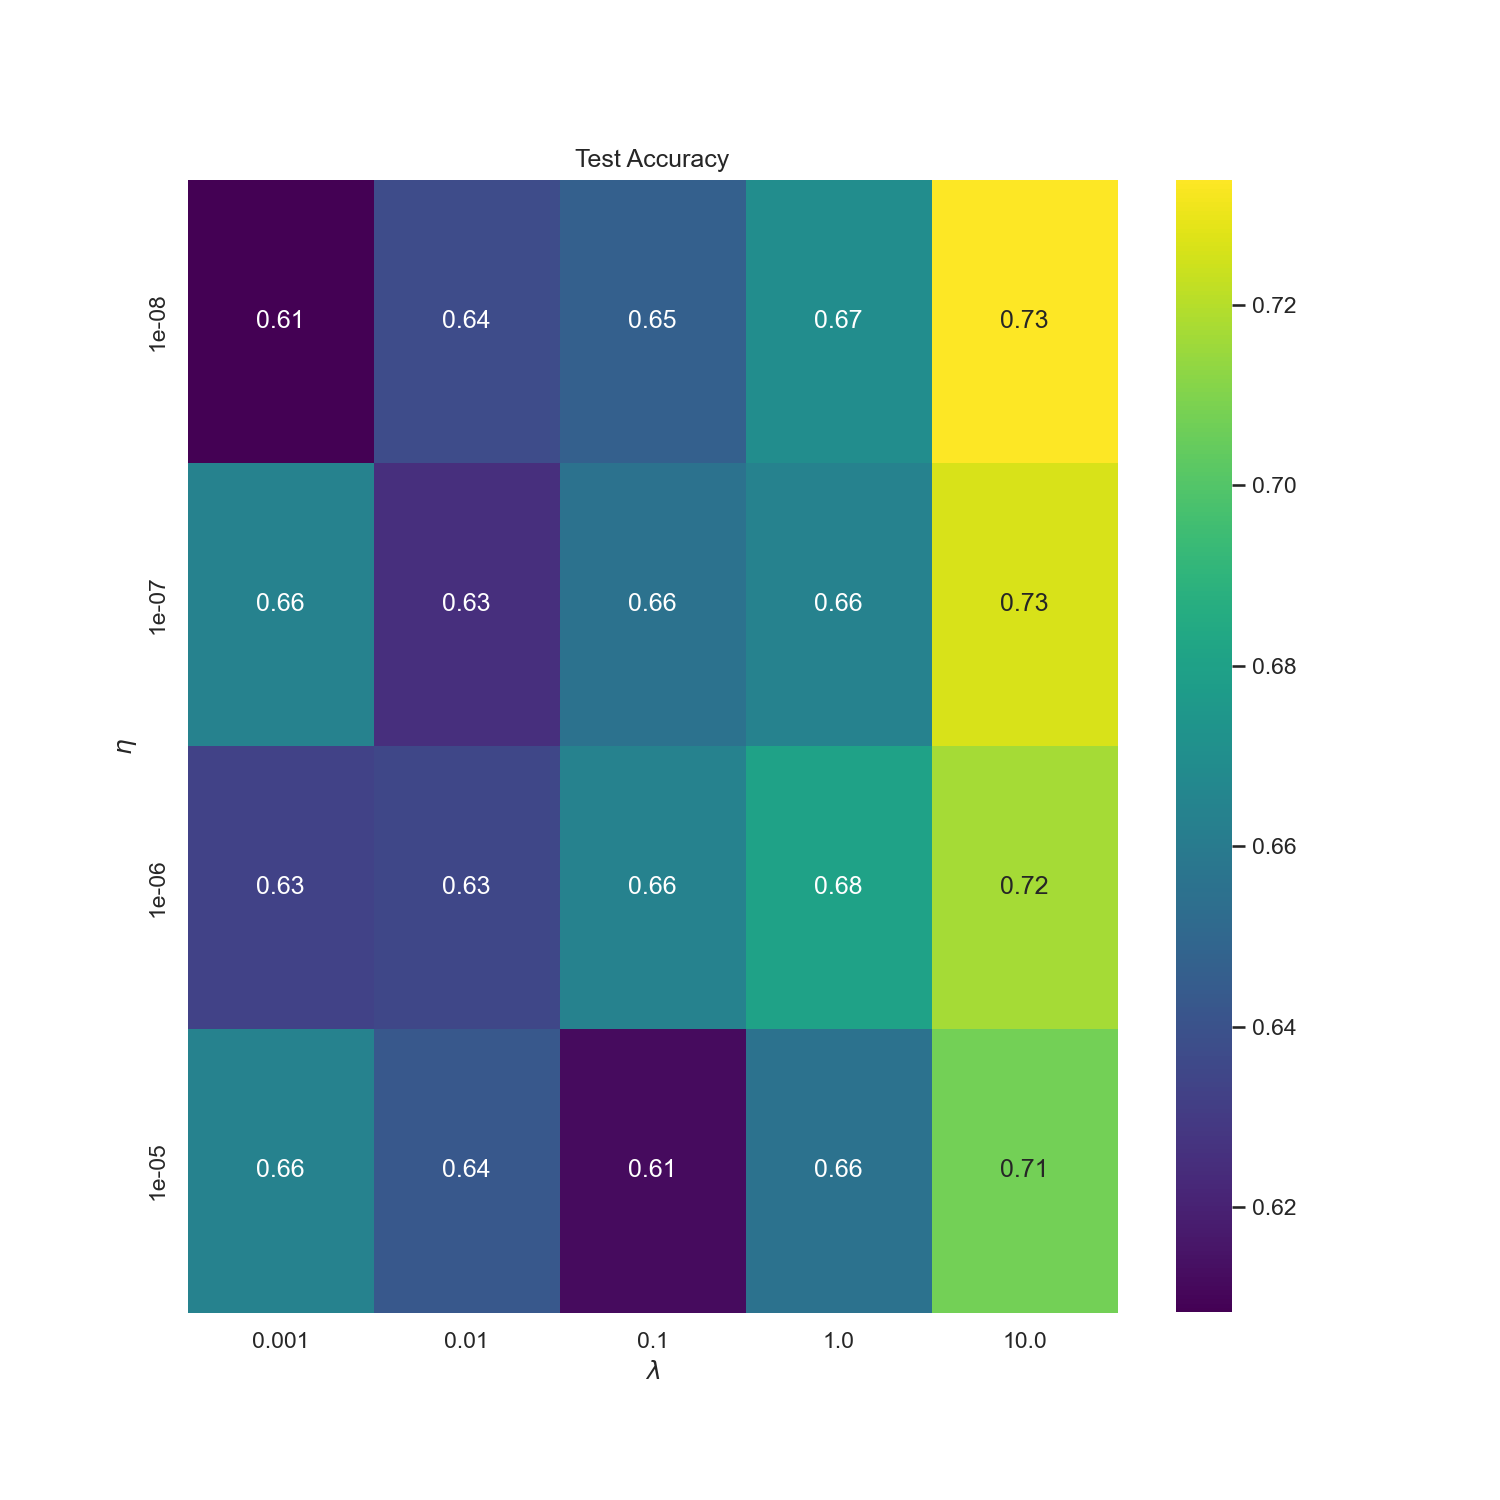 Test Accuracy
1e-08 0.61 0.64 0.65 0.67 0.73
1e-07 0.66 0.63 0.66 0.66 0.73
η
1e-06 0.63 0.63 0.66 0.68 0.72
1e-05 0.66 0.64 0.61 0.66 0.71
0.001 0.01 0.1 1.0 10.0
λ
0.72
0.70
0.68
0.66
0.64
0.62